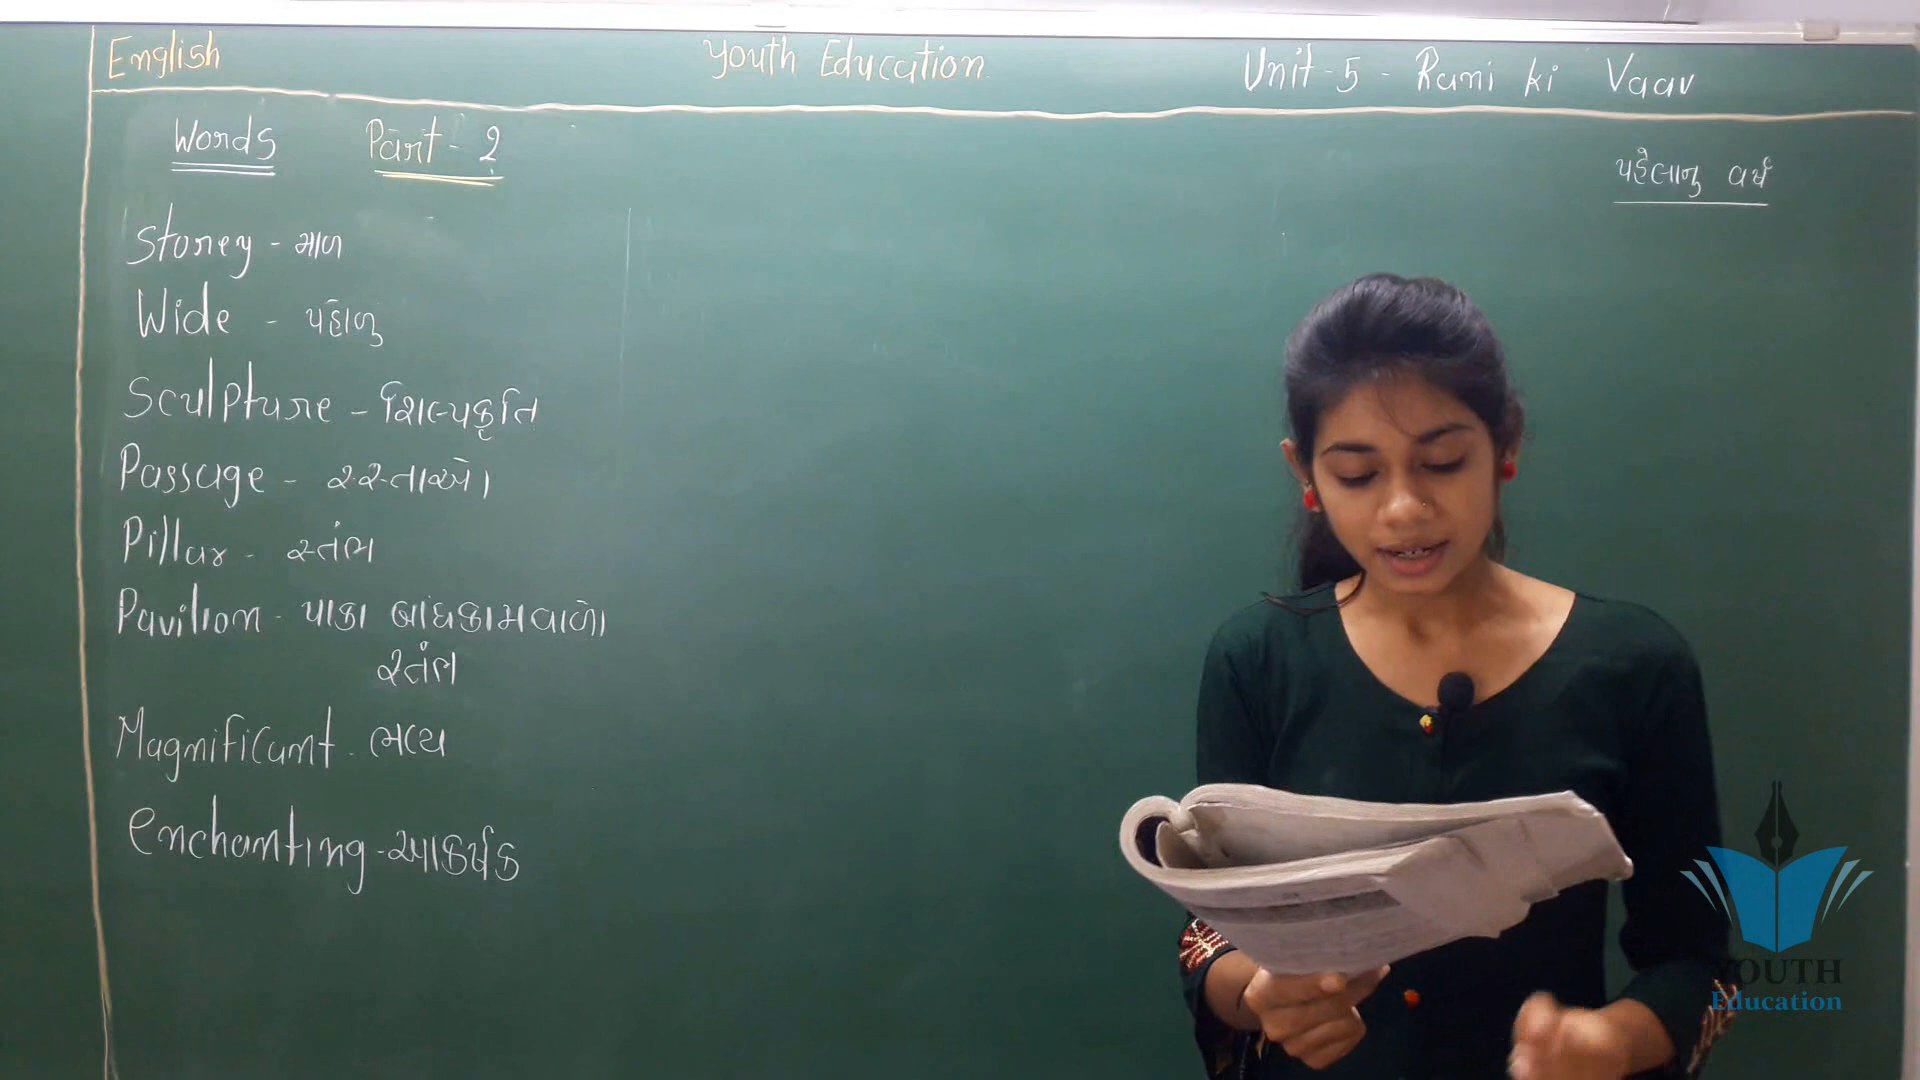 English
Youth Education
Unit-5 - Rani ki Vaav
Words Part-2
પહેલાનુ વર્ષ
Storey - માળ
Wide - પહોળુ
Sculpture - શિલ્પકૃતિ
Passage - રસ્તાઓ
Pillar - સ્તંભ
Pavilion - પાકા બાંધકામવાળો
સ્તંભ
Magnificant - ભવ્ય
Enchanting - આકર્ષક
YOUTH
Education